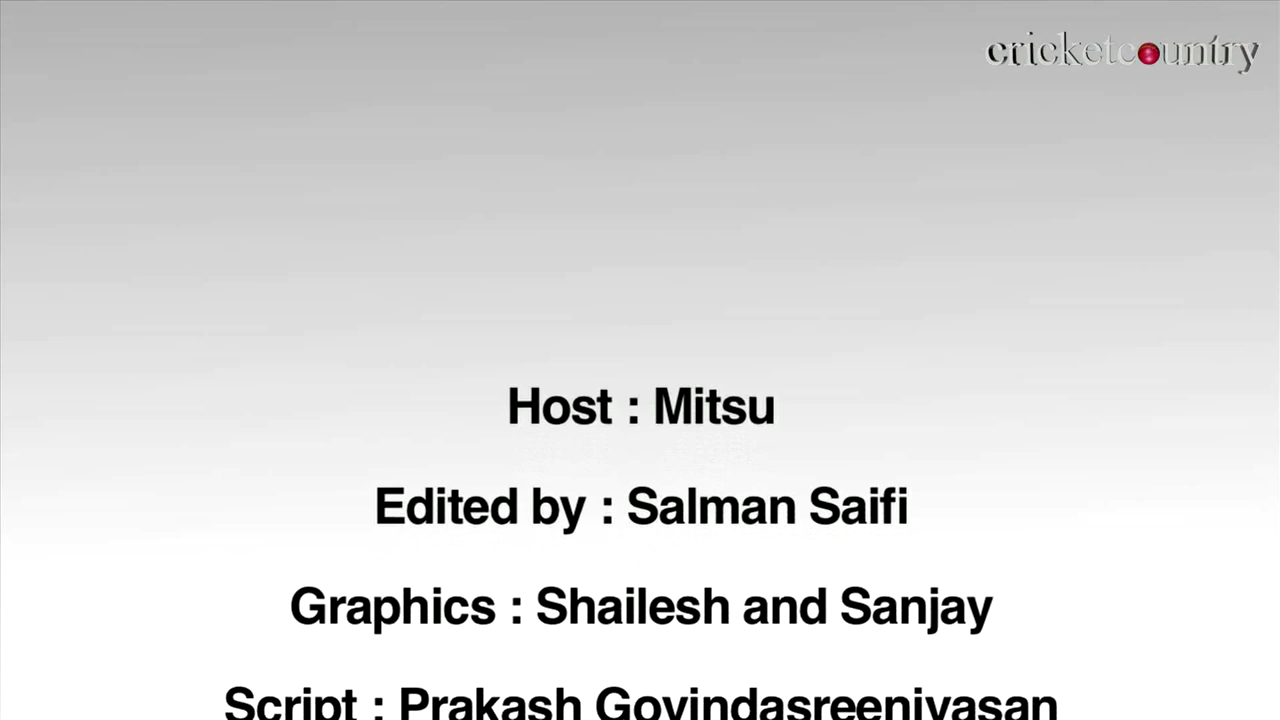 cricketcountry
Host : Mitsu
Edited by : Salman Saifi
Graphics : Shailesh and Sanjay
Script : Prakash Govindasreenivasan